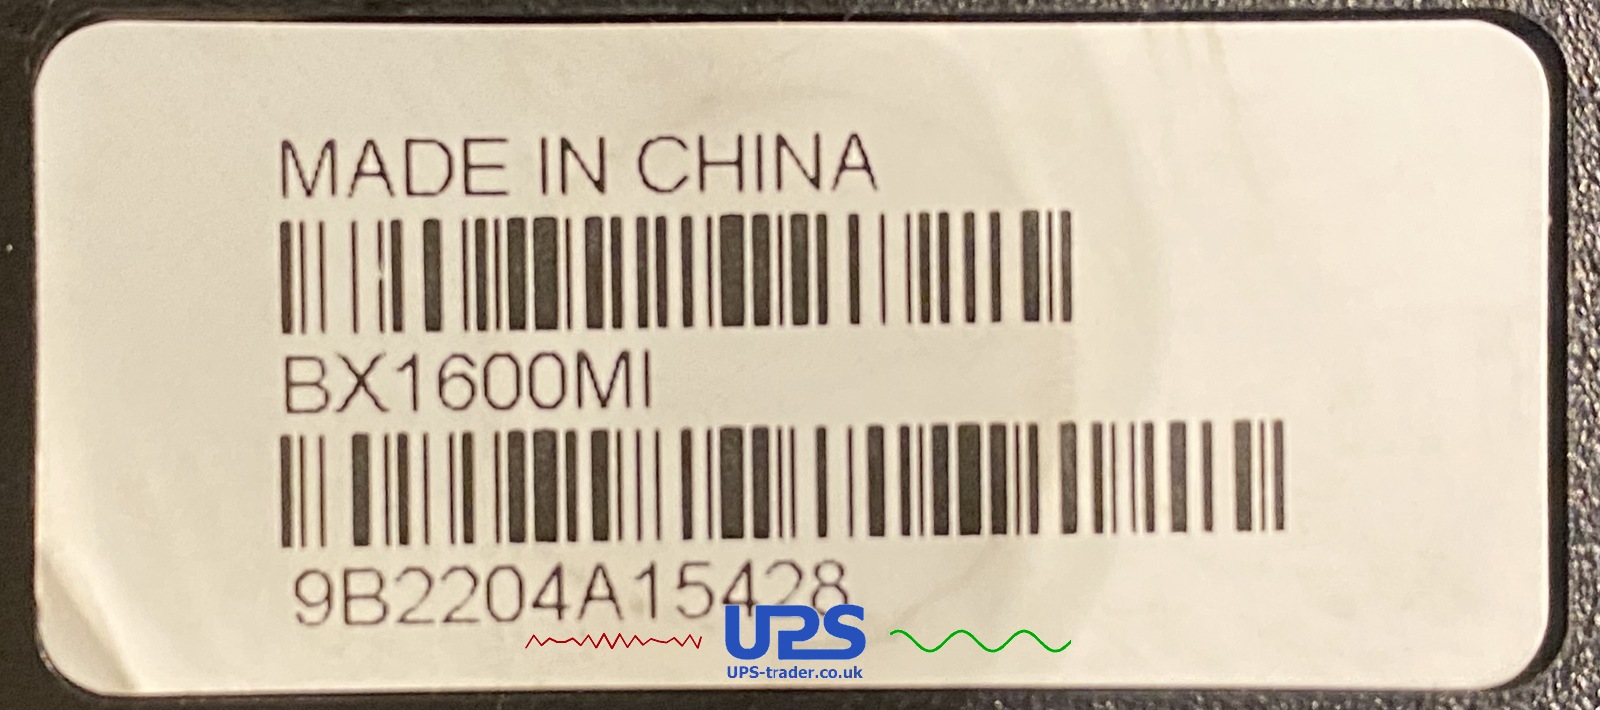 MADE IN CHINA
BX1600MI
9B2204A15428
UPS
UPS-trader.co.uk